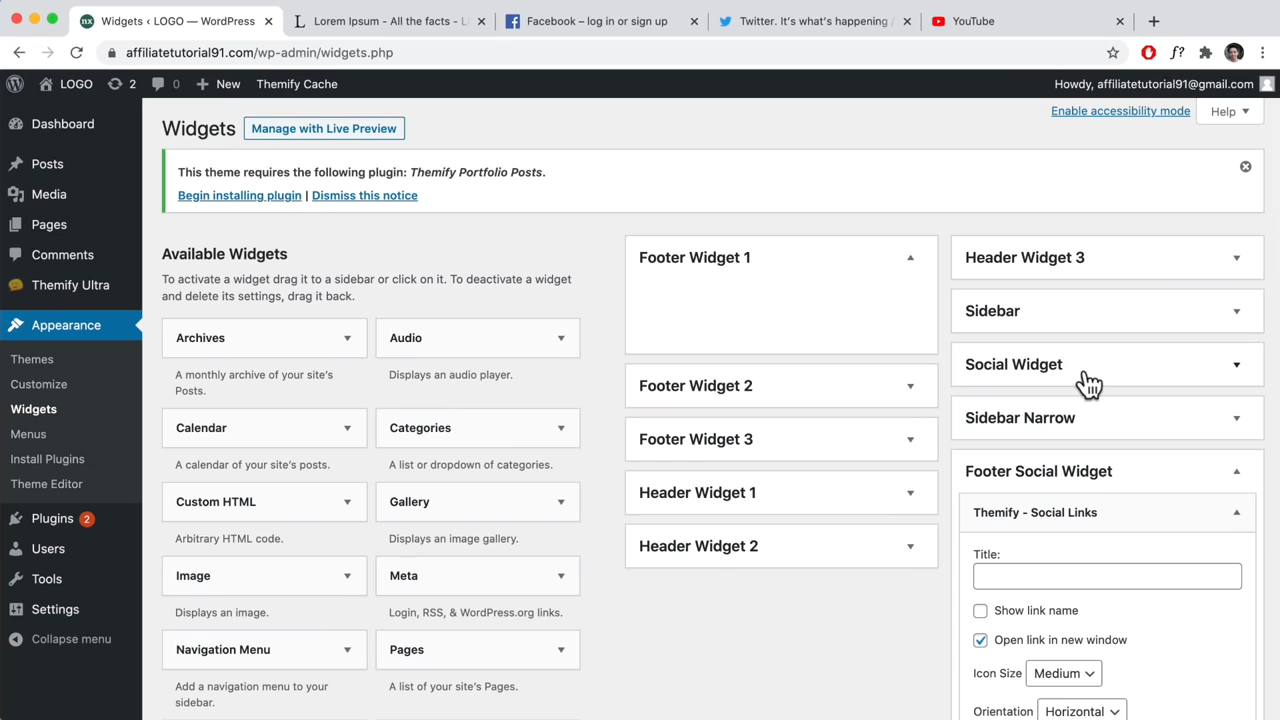 Widgets ‹ LOGO — WordPress
Lorem Ipsum - All the facts - L
Facebook – log in or sign up
Twitter. It's what's happening /
YouTube
affiliatetutorial91.com/wp-admin/widgets.php
f?
LOGO
2
0
New
Themify Cache
Howdy, affiliatetutorial91@gmail.com
Dashboard
Posts
Media
Pages
Comments
Themify Ultra
Appearance
Themes
Customize
Widgets
Menus
Install Plugins
Theme Editor
Plugins 2
Users
Tools
Settings
Collapse menu
Enable accessibility mode
Help
Widgets
Manage with Live Preview
This theme requires the following plugin: Themify Portfolio Posts.
Begin installing plugin | Dismiss this notice
Available Widgets
To activate a widget drag it to a sidebar or click on it. To deactivate a widget
and delete its settings, drag it back.
Archives
A monthly archive of your site's
Posts.
Audio
Displays an audio player.
Calendar
A calendar of your site's posts.
Categories
A list or dropdown of categories.
Custom HTML
Arbitrary HTML code.
Gallery
Displays an image gallery.
Image
Displays an image.
Meta
Login, RSS, & WordPress.org links.
Navigation Menu
Add a navigation menu to your
sidebar.
Pages
A list of your site's Pages.
Footer Widget 1
Footer Widget 2
Footer Widget 3
Header Widget 1
Header Widget 2
Header Widget 3
Sidebar
Social Widget
Sidebar Narrow
Footer Social Widget
Themify - Social Links
Title:
Show link name
Open link in new window
Icon Size Medium
Orientation Horizontal